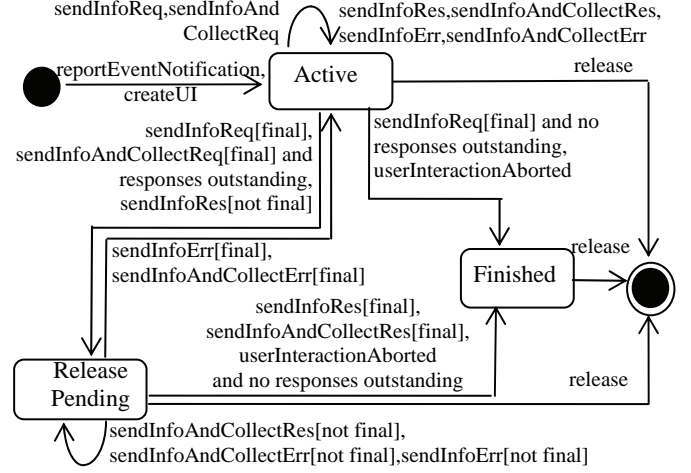 sendInfoReq,sendInfoAnd
CollectReq
sendInfoRes,sendInfoAndCollectRes,
sendInfoErr,sendInfoAndCollectErr
reportEventNotification,
createUI
Active
release
sendInfoReq[final],
sendInfoAndCollectReq[final] and
responses outstanding,
sendInfoRes[not final]
sendInfoReq[final] and no
responses outstanding,
userInteractionAborted
sendInfoErr[final],
sendInfoAndCollectErr[final]
Finished
release
sendInfoRes[final],
sendInfoAndCollectRes[final],
userInteractionAborted
and no responses outstanding
release
Release
Pending
sendInfoAndCollectRes[not final],
sendInfoAndCollectErr[not final],sendInfoErr[not final]